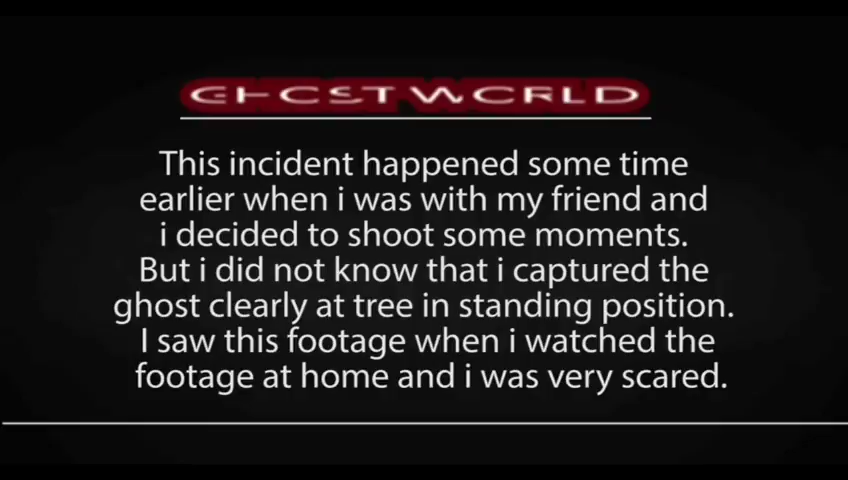 GHOSTWORLD
This incident happened some time
earlier when i was with my friend and
i decided to shoot some moments.
But i did not know that i captured the
ghost clearly at tree in standing position.
I saw this footage when i watched the
footage at home and i was very scared.